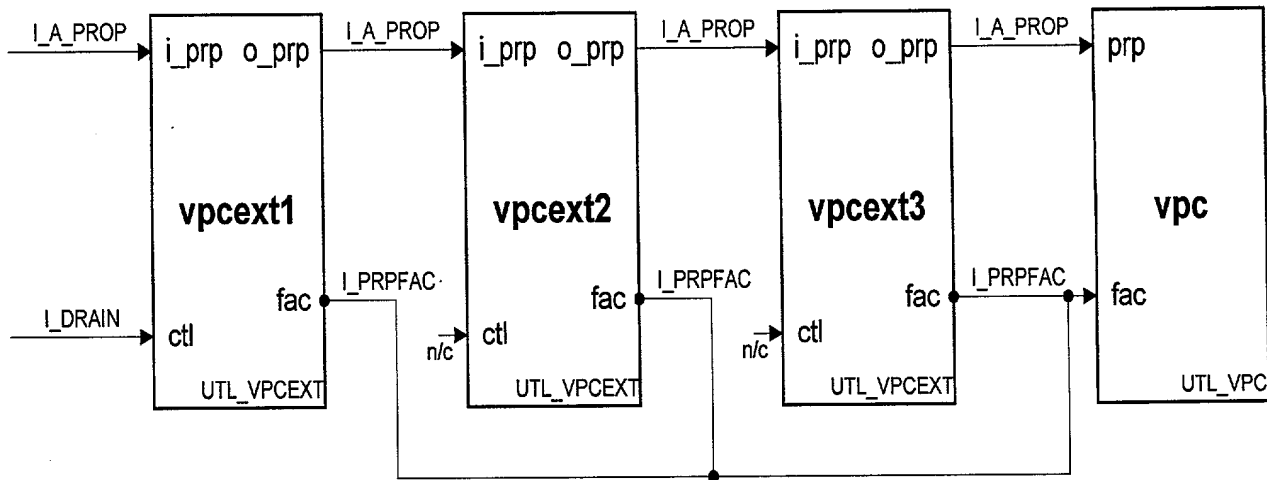 I_A_PROP I_A_PROP I_A_PROP I_A_PROP
i_prp o_prp i_prp o_prp i_prp o_prp prp
vpcext1 vpcext2 vpcext3 vpc
I_PRPFAC I_PRPFAC I_PRPFAC
fac fac fac fac
I_DRAIN ctl n/c ctl n/c ctl
UTL_VPCEXT UTL_VPCEXT UTL_VPCEXT UTL_VPC